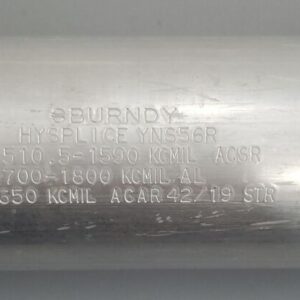 BURNDY
HYSPLICE YNS56R
510.5-1590 KCMIL ACSR
700-1800 KCMIL AL
650 KCMIL ACAR 42/19 STR